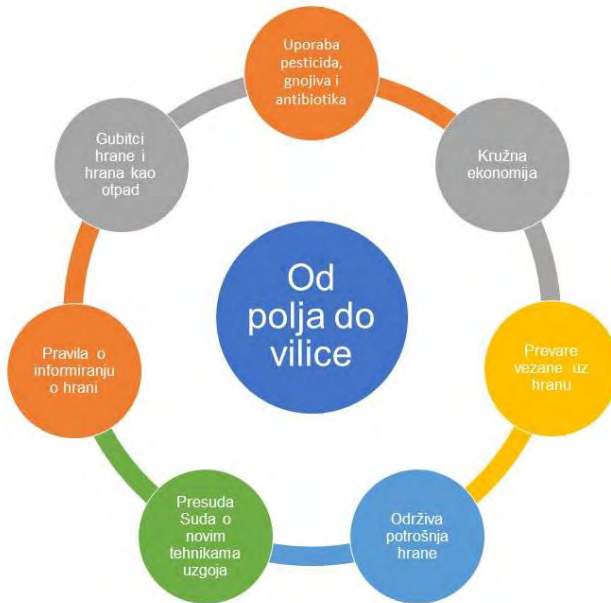 Uporaba
pesticida,
gnojiva i
antibiotika
Kružna
ekonomija
Prevare
vezane uz
hranu
Održiva
potrošnja
hrane
Presuda
Suda o
novim
tehnikama
uzgoja
Pravila o
informiranju
o hrani
Gubitci
hrane i
hrana kao
otpad
Od
polja do
vilice